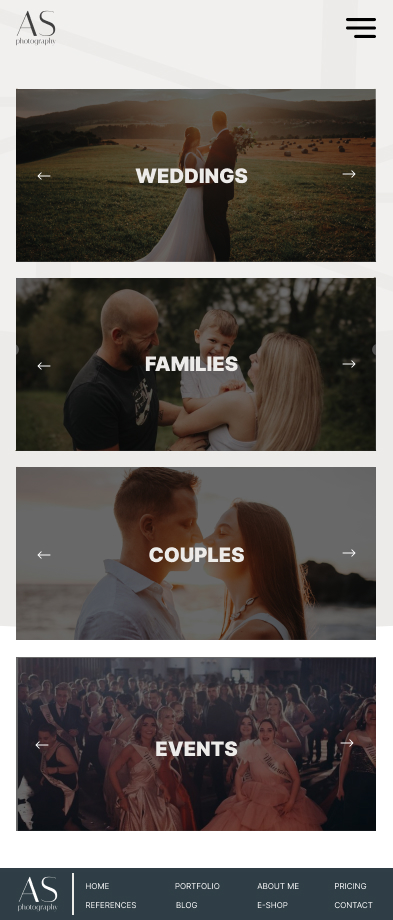 AS
photography
WEDDINGS
FAMILIES
COUPLES
EVENTS
AS
photography
HOME PORTFOLIO ABOUT ME PRICING
REFERENCES BLOG E-SHOP CONTACT